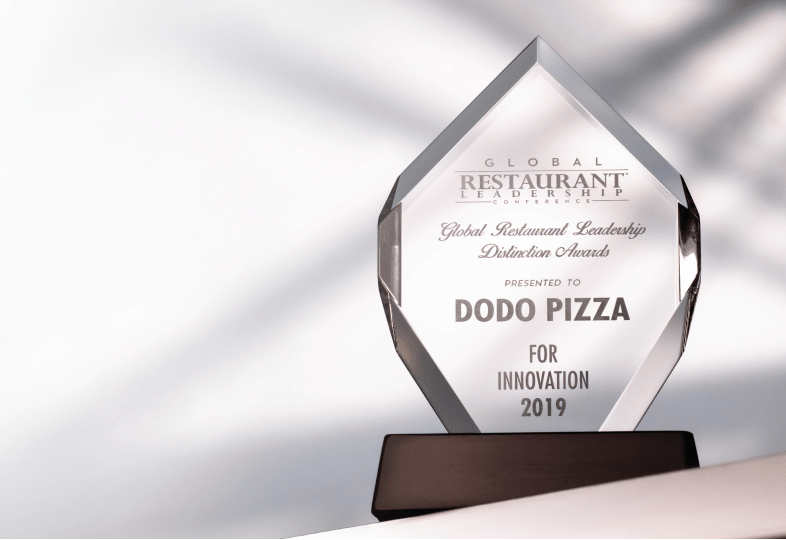 GLOBAL
RESTAURANT
LEADERSHIP
CONFERENCE
Global Restaurant Leadership
Distinction Awards
PRESENTED TO
DODO PIZZA
FOR
INNOVATION
2019